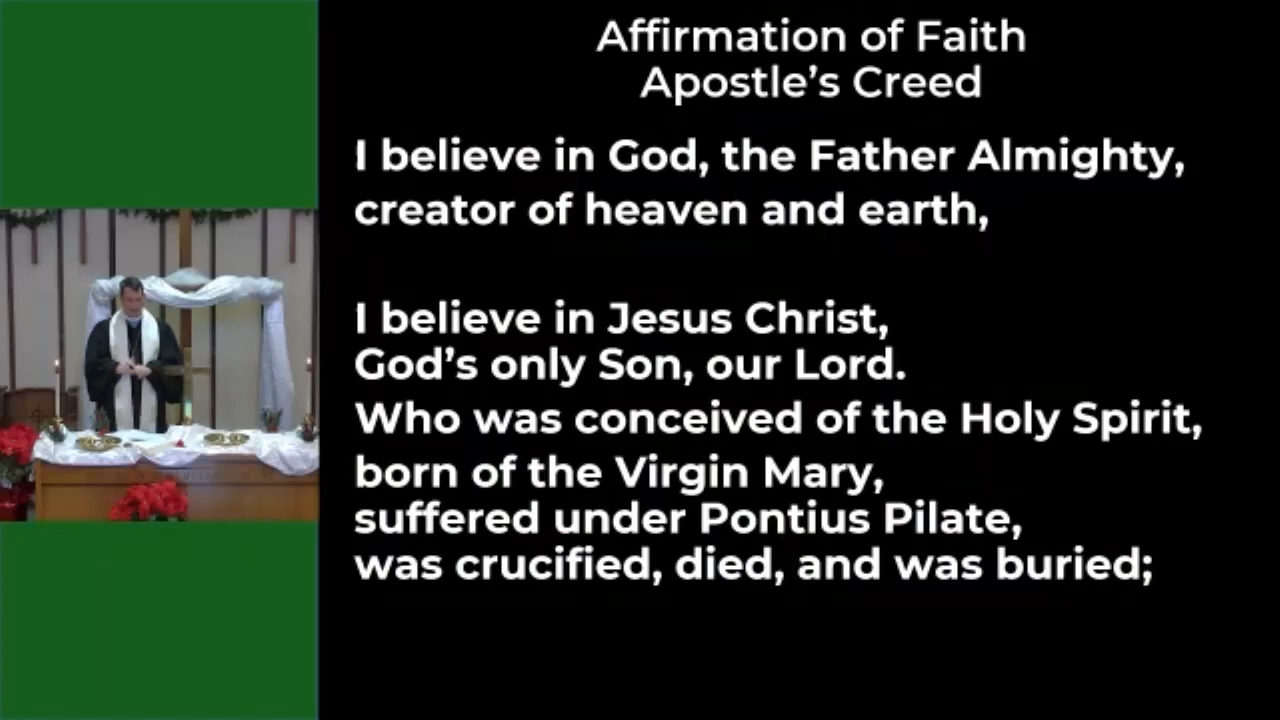 Affirmation of Faith
Apostle’s Creed
I believe in God, the Father Almighty,
creator of heaven and earth,
I believe in Jesus Christ,
God’s only Son, our Lord.
Who was conceived of the Holy Spirit,
born of the Virgin Mary,
suffered under Pontius Pilate,
was crucified, died, and was buried;